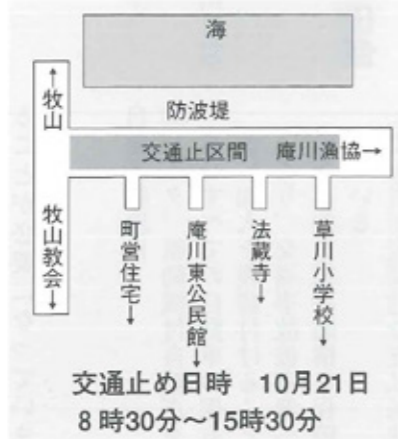 海
防波堤
←牧山
交通止区間 庵川漁協→
牧山教会→
町営住宅→
庵川東公民館→
法蔵寺→
草川小学校→
交通止め日時 10月21日
8時30分～15時30分